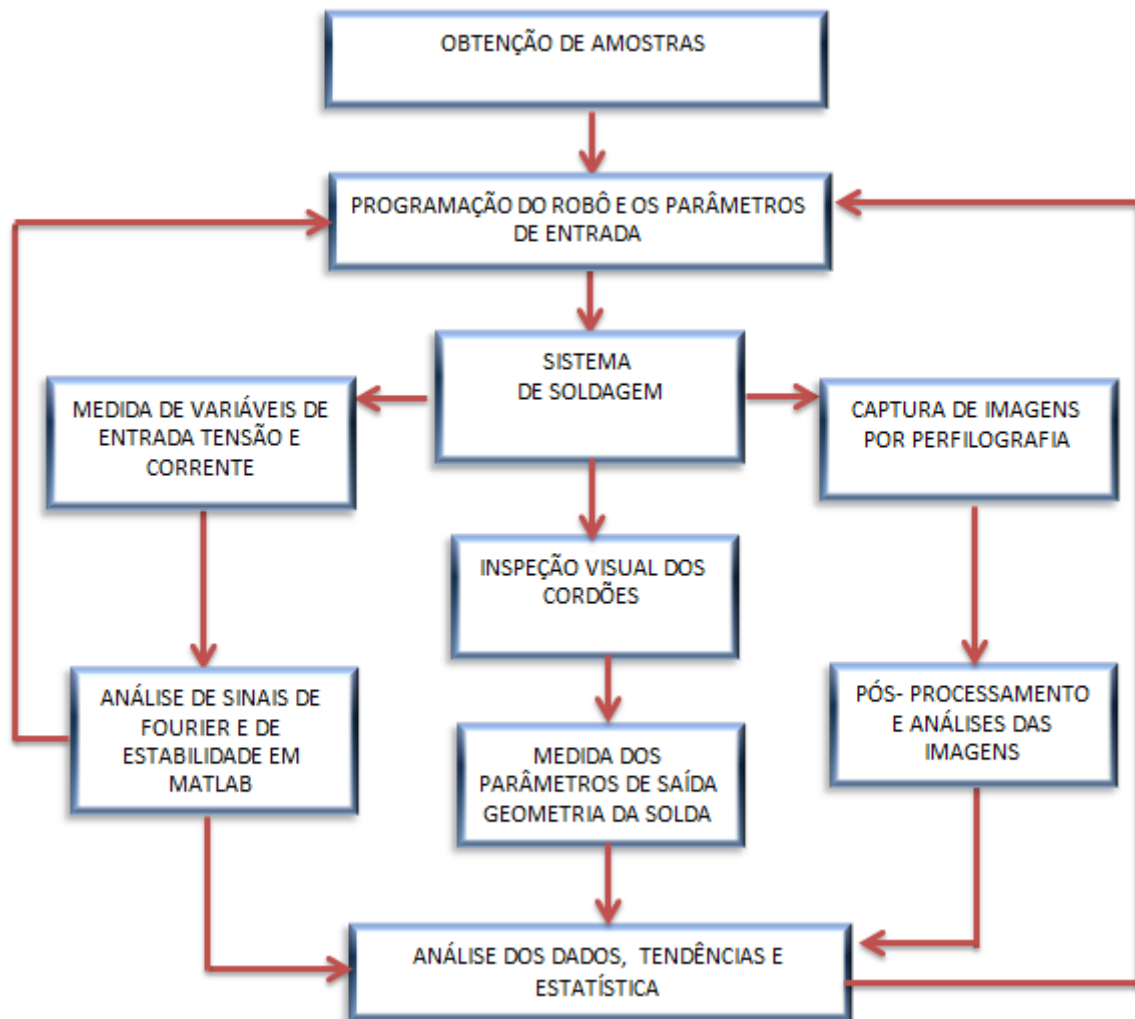 OBTENÇÃO DE AMOSTRAS
PROGRAMAÇÃO DO ROBÔ E OS PARÂMETROS
DE ENTRADA
SISTEMA
DE SOLDAGEM
MEDIDA DE VARIÁVEIS DE
ENTRADA TENSÃO E
CORRENTE
CAPTURA DE IMAGENS
POR PERFILOGRAFIA
INSPEÇÃO VISUAL DOS
CORDÕES
ANÁLISE DE SINAIS DE
FOURIER E DE
ESTABILIDADE EM
MATLAB
MEDIDA DOS
PARÂMETROS DE SAÍDA
GEOMETRIA DA SOLDA
PÓS- PROCESSAMENTO
E ANÁLISES DAS
IMAGENS
ANÁLISE DOS DADOS, TENDÊNCIAS E
ESTATÍSTICA